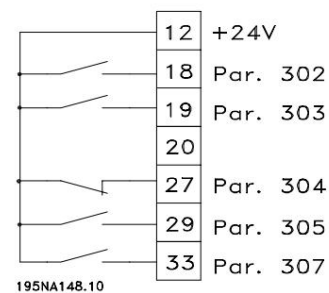 12 +24V
18 Par. 302
19 Par. 303
20
27 Par. 304
29 Par. 305
33 Par. 307
195NA148.10